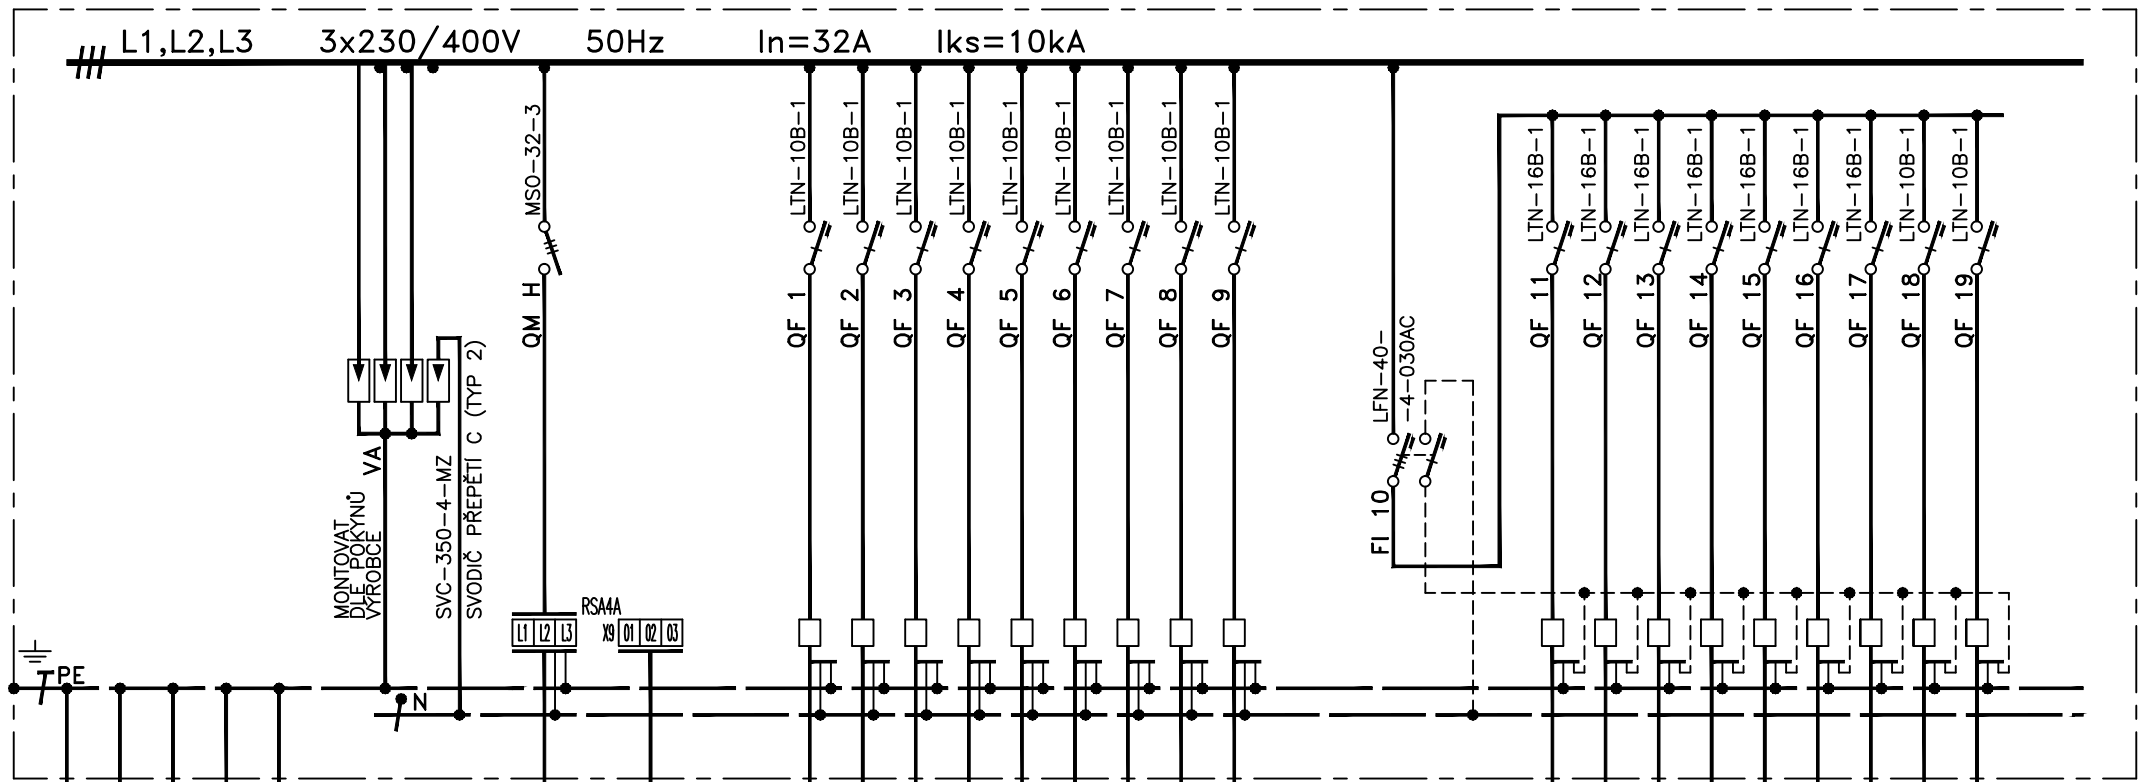 L1,L2,L3 3x230/400V 50Hz In=32A Iks=10kA
MSO-32-3
QM H
LTN-10B-1
LTN-10B-1
LTN-10B-1
LTN-10B-1
LTN-10B-1
LTN-10B-1
LTN-10B-1
LTN-10B-1
LTN-10B-1
QF 1
QF 2
QF 3
QF 4
QF 5
QF 6
QF 7
QF 8
QF 9
LFN-40-
-4-030AC
FI 10
LTN-16B-1
LTN-16B-1
LTN-16B-1
LTN-16B-1
LTN-16B-1
LTN-16B-1
LTN-16B-1
LTN-10B-1
LTN-10B-1
QF 11
QF 12
QF 13
QF 14
QF 15
QF 16
QF 17
QF 18
QF 19
VA
MONTOVAT
DLE POKYNŮ
VÝROBCE
SVC-350-4-MZ
SVODIČ PŘEPĚTÍ C (TYP 2)
RSA4A
L1 L2 L3
X9 01 02 03
PE
N